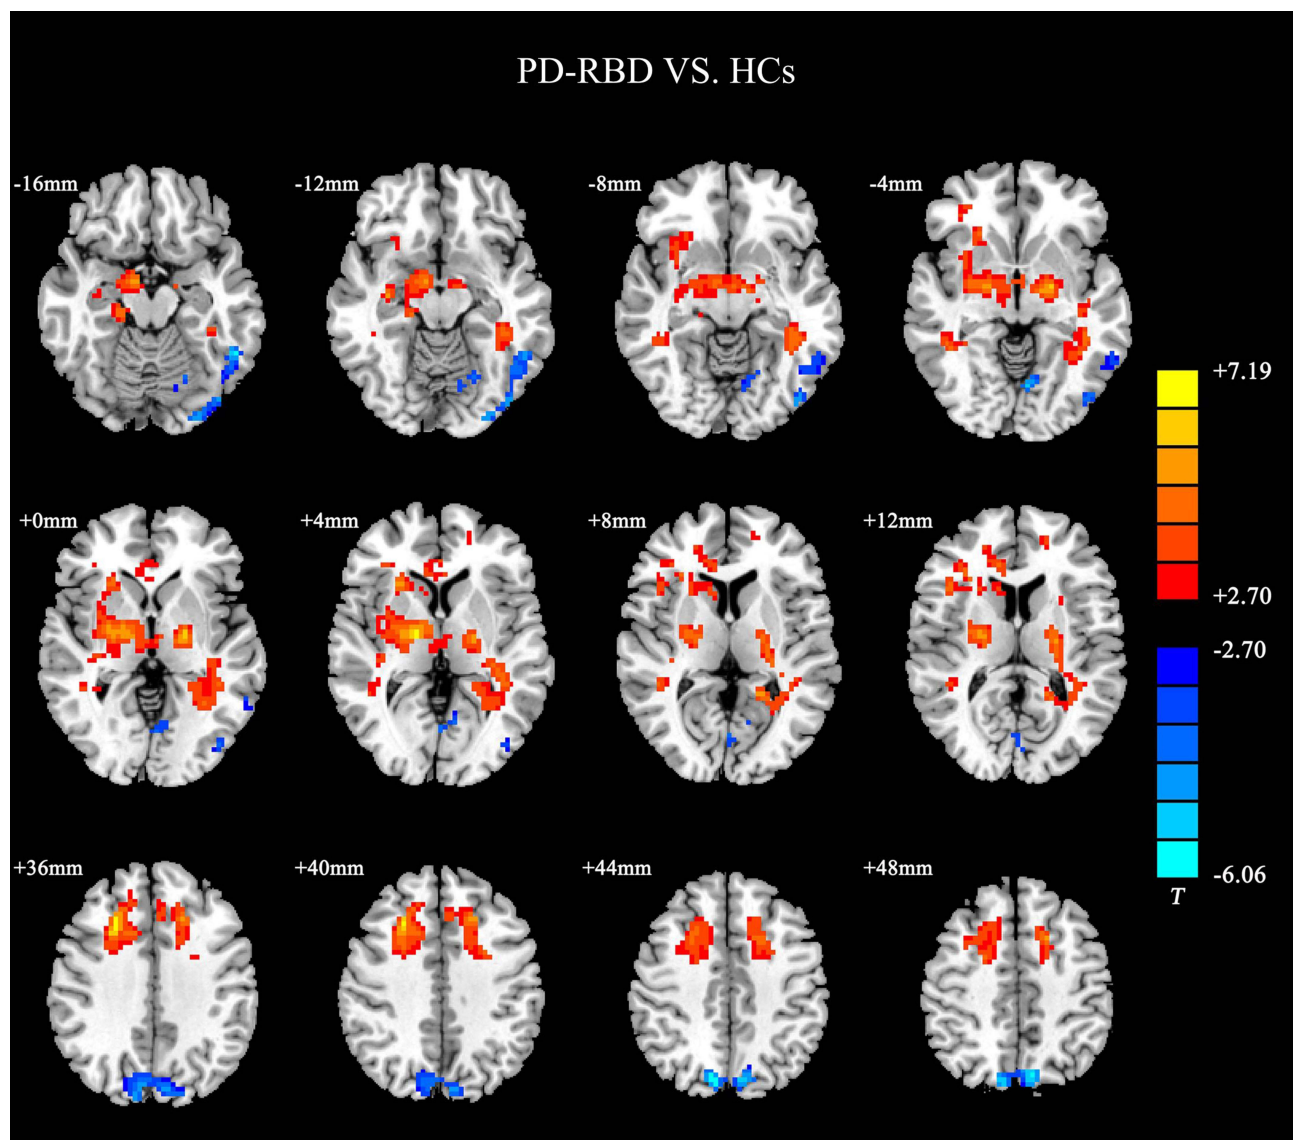 PD-RBD VS. HCs
-16mm
-12mm
-8mm
-4mm
+7.19
+0mm
+4mm
+8mm
+12mm
+2.70
-2.70
+36mm
+40mm
+44mm
+48mm
-6.06
T